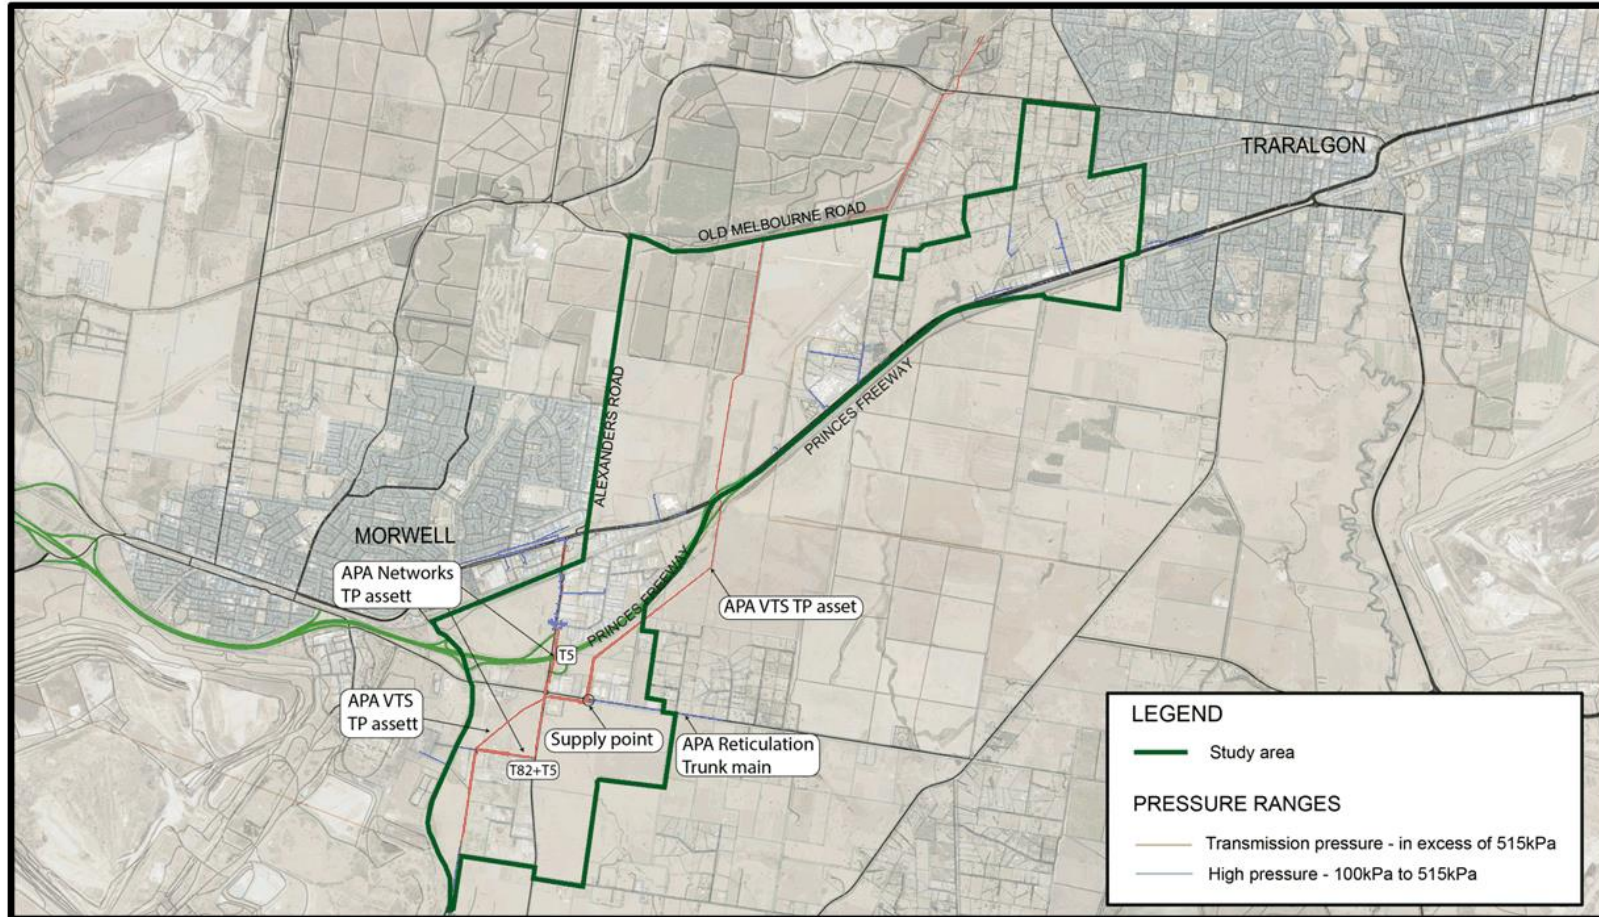 TRARALGON
OLD MELBOURNE ROAD
ALEXANDERS ROAD
PRINCES FREEWAY
MORWELL
APA Networks
TP assett
PRINCES FREEWAY
APA VTS TP asset
T5
APA VTS
TP assett
Supply point
APA Reticulation
Trunk main
T82+T5
LEGEND
Study area
PRESSURE RANGES
Transmission pressure - in excess of 515kPa
High pressure - 100kPa to 515kPa